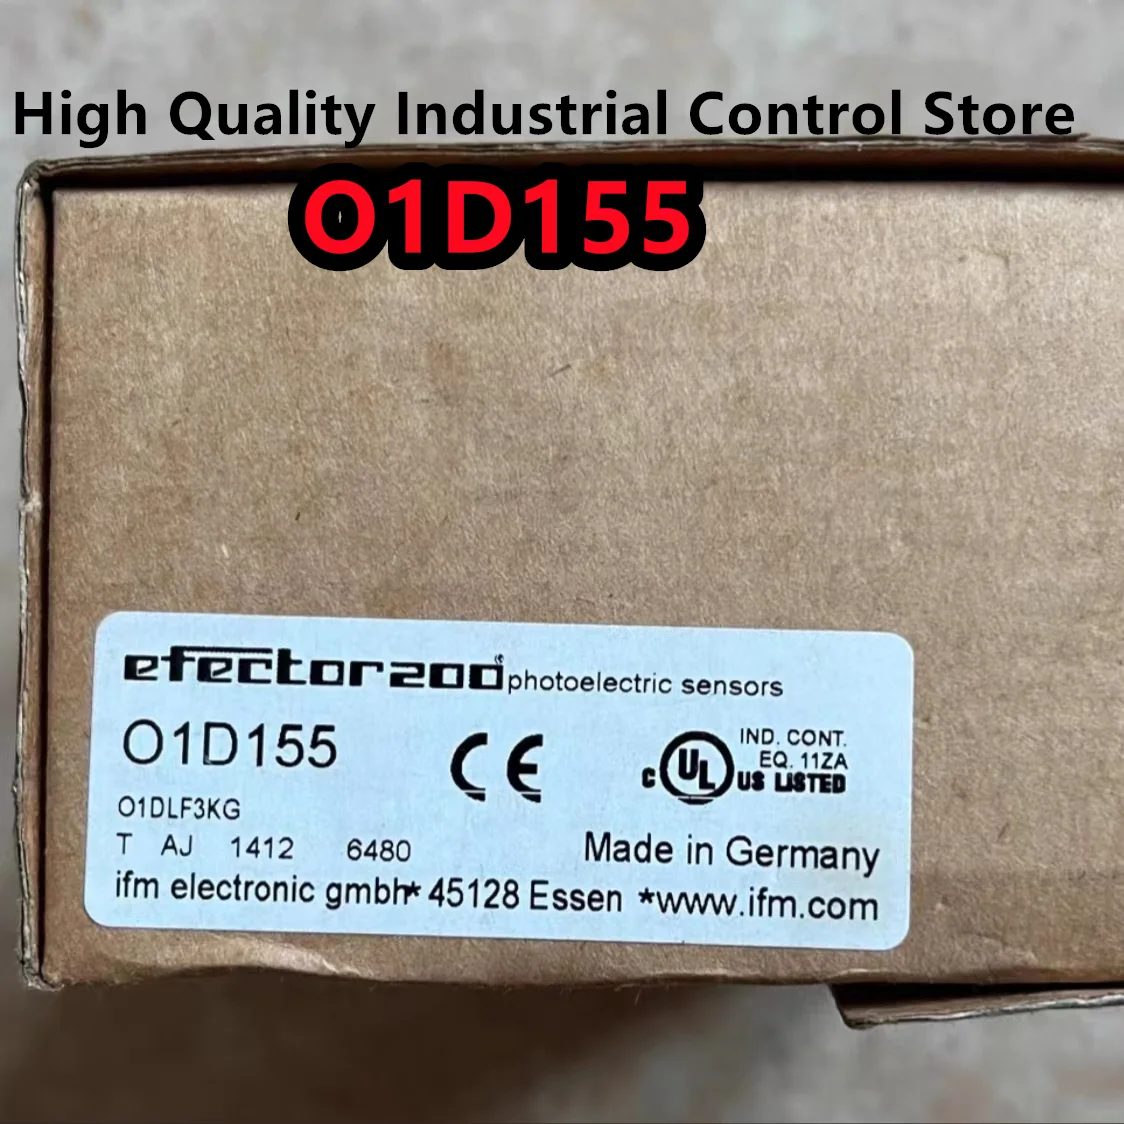 High Quality Industrial Control Store
O1D155
efector200 photoelectric sensors
O1D155
CE
IND. CONT.
EQ. 11ZA
c UL US LISTED
O1DLF3KG
T AJ 1412 6480
Made in Germany
ifm electronic gmbh* 45128 Essen *www.ifm.com